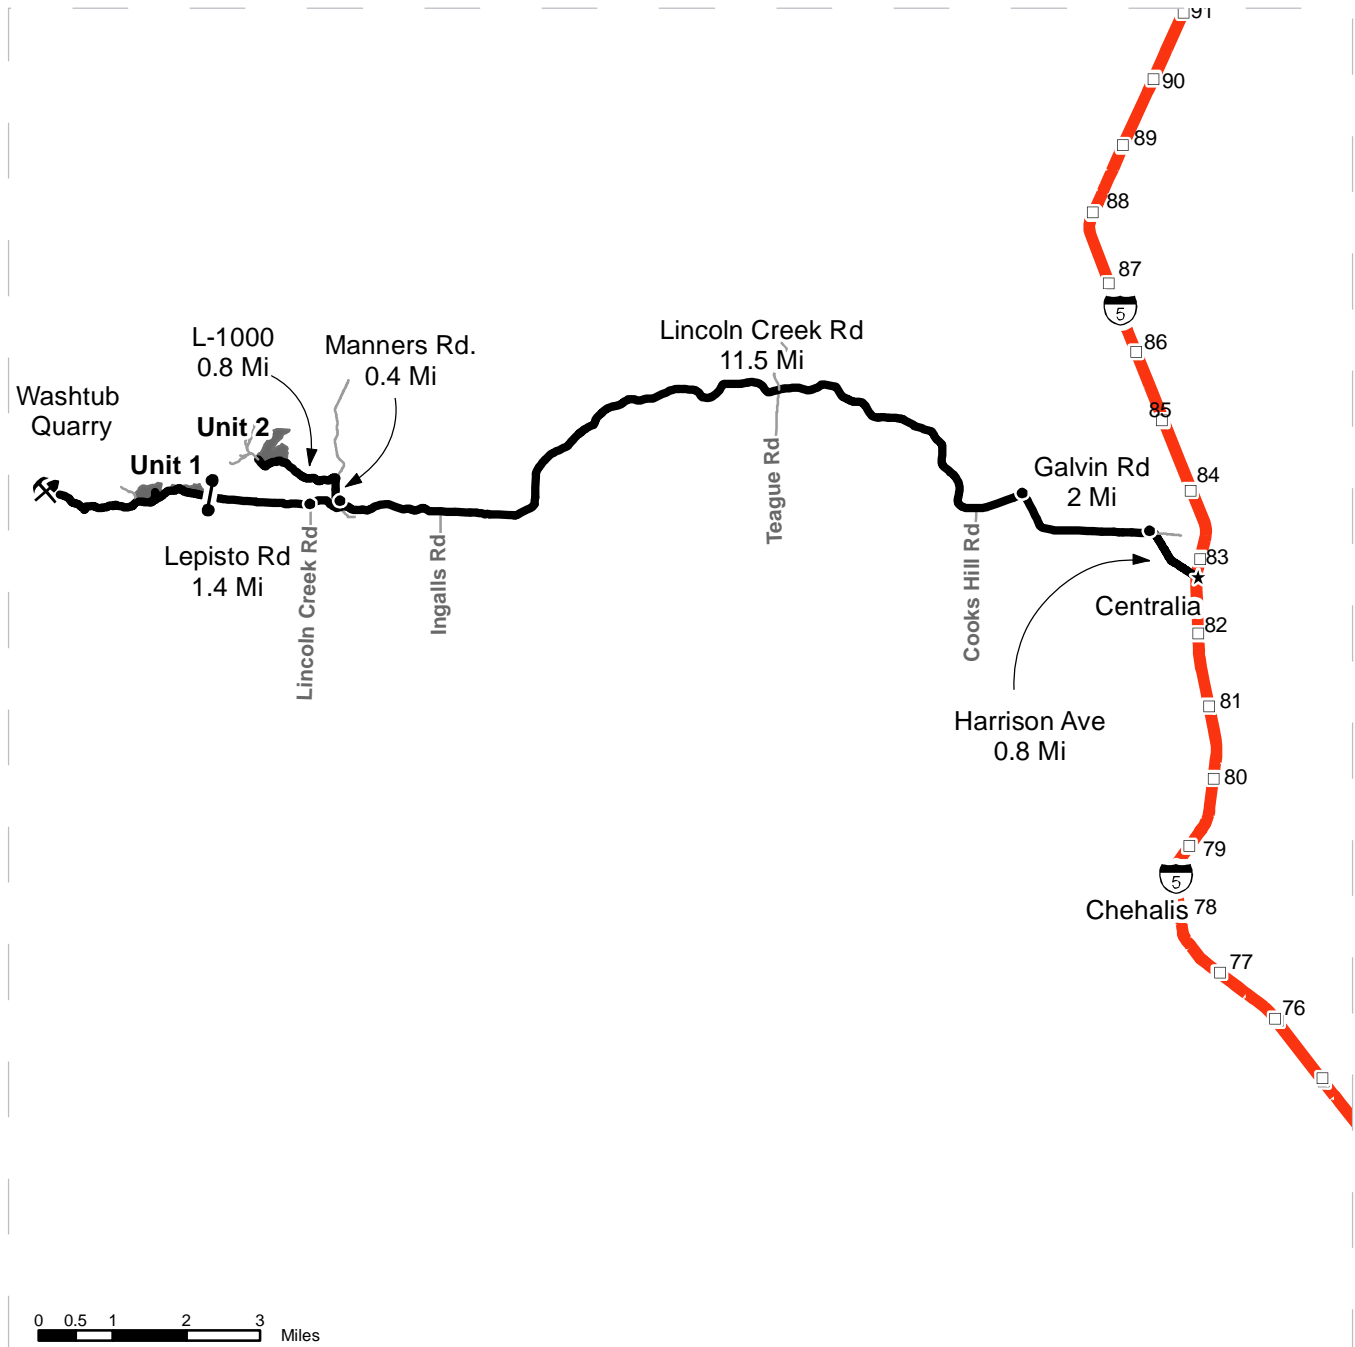 91
90
89
88
87
5
86
85
84
83
82
81
80
79
5
78
77
76
L-1000
0.8 Mi
Manners Rd.
0.4 Mi
Lincoln Creek Rd
11.5 Mi
Washtub
Quarry
Unit 2
Unit 1
Galvin Rd
2 Mi
Lepisto Rd
1.4 Mi
Lincoln Creek Rd
Ingalls Rd
Teague Rd
Cooks Hill Rd
Centralia
Harrison Ave
0.8 Mi
Chehalis
0 0.5 1 2 3
Miles